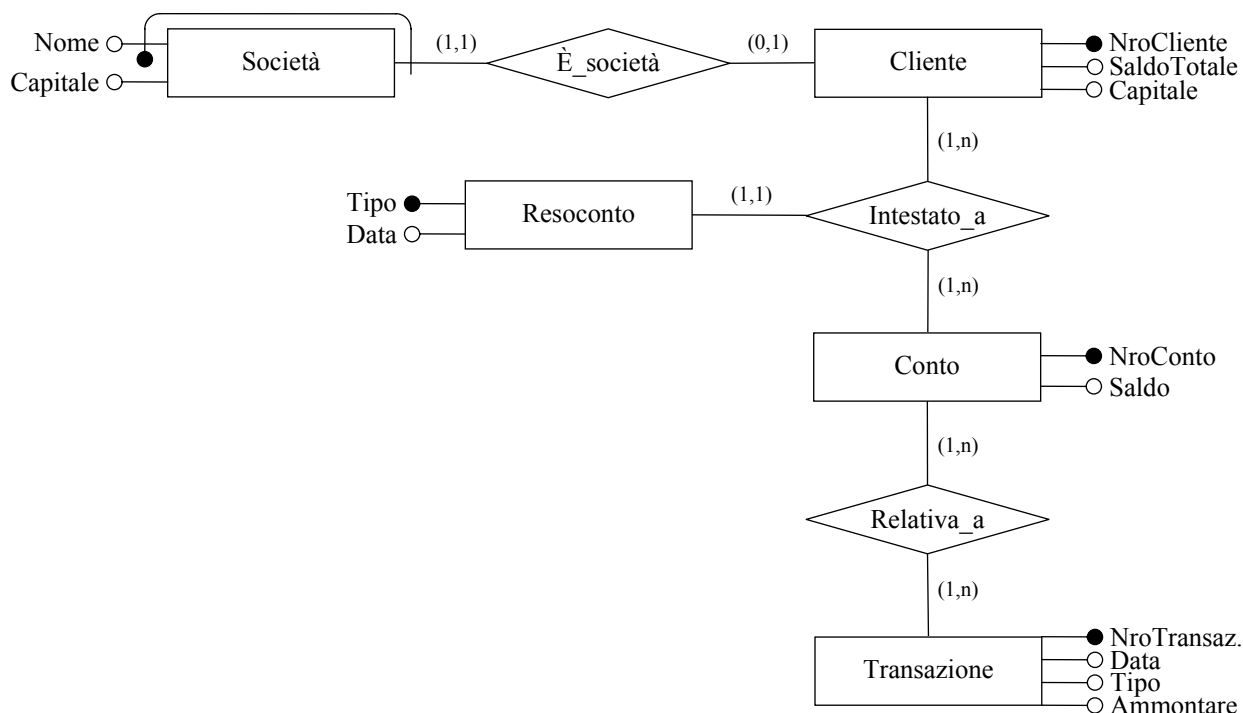 Nome
Capitale
Società
(1,1)
È_società
(0,1)
Cliente
NroCliente
SaldoTotale
Capitale
(1,n)
Tipo
Data
Resoconto
(1,1)
Intestato_a
(1,n)
Conto
NroConto
Saldo
(1,n)
Relativa_a
(1,n)
Transazione
NroTransaz.
Data
Tipo
Ammontare